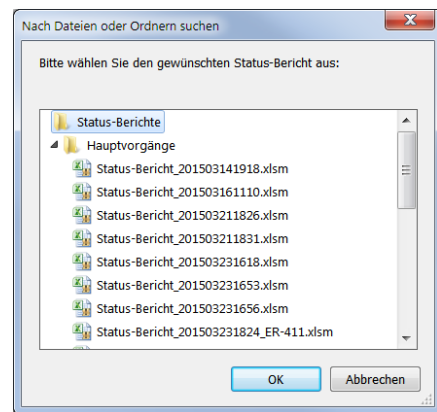 Nach Dateien oder Ordnern suchen
Bitte wählen Sie den gewünschten Status-Bericht aus:
Status-Berichte
Hauptvorgänge
Status-Bericht_201503141918.xlsm
Status-Bericht_201503161110.xlsm
Status-Bericht_201503211826.xlsm
Status-Bericht_201503211831.xlsm
Status-Bericht_201503231618.xlsm
Status-Bericht_201503231653.xlsm
Status-Bericht_201503231656.xlsm
Status-Bericht_201503231824_ER-411.xlsm
OK Abbrechen